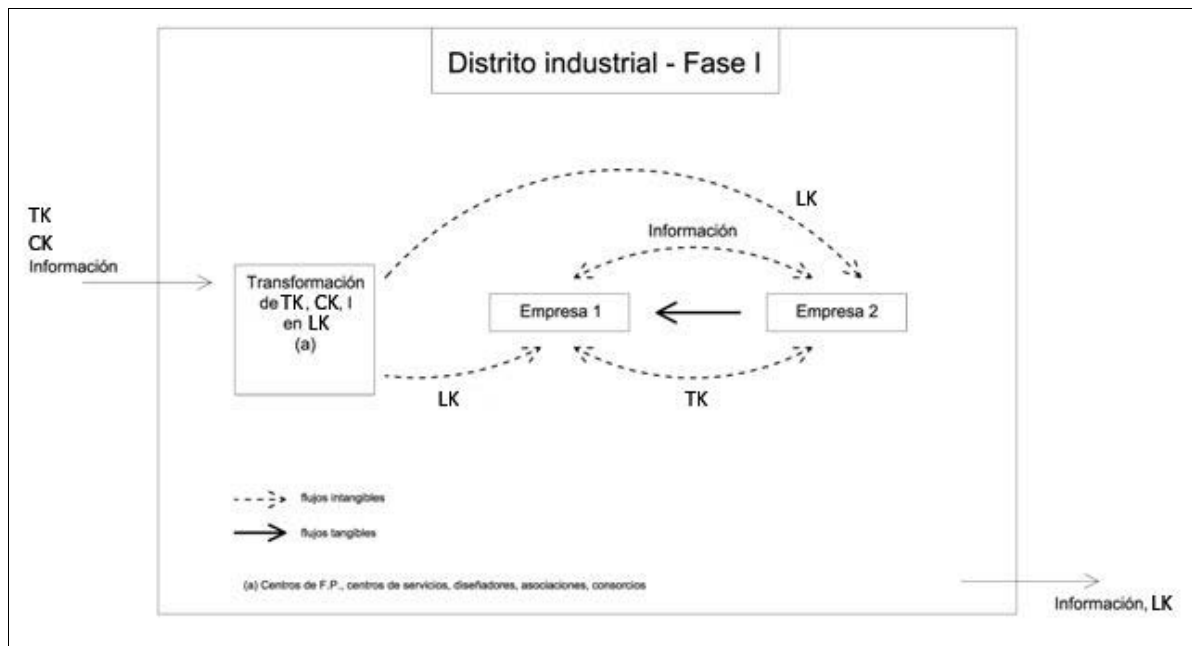 Distrito industrial - Fase I
TK
CK
Información
Transformación
de TK, CK, I
en LK
(a)
LK
Información
Empresa 1
Empresa 2
LK
TK
flujos intangibles
flujos tangibles
(a) Centros de F.P., centros de servicios, diseñadores, asociaciones, consorcios
Información, LK